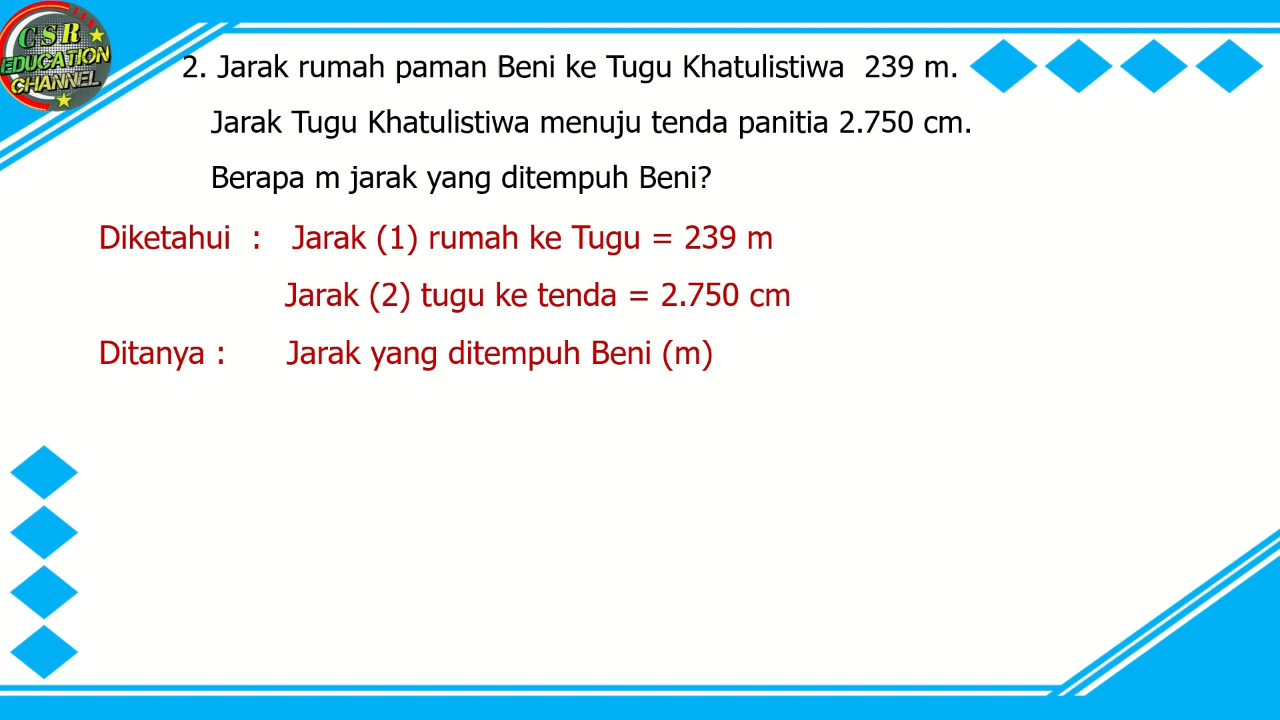 CSR
EDUCATION
CHANNEL
2. Jarak rumah paman Beni ke Tugu Khatulistiwa 239 m.
Jarak Tugu Khatulistiwa menuju tenda panitia 2.750 cm.
Berapa m jarak yang ditempuh Beni?
Diketahui : Jarak (1) rumah ke Tugu = 239 m
Jarak (2) tugu ke tenda = 2.750 cm
Ditanya : Jarak yang ditempuh Beni (m)